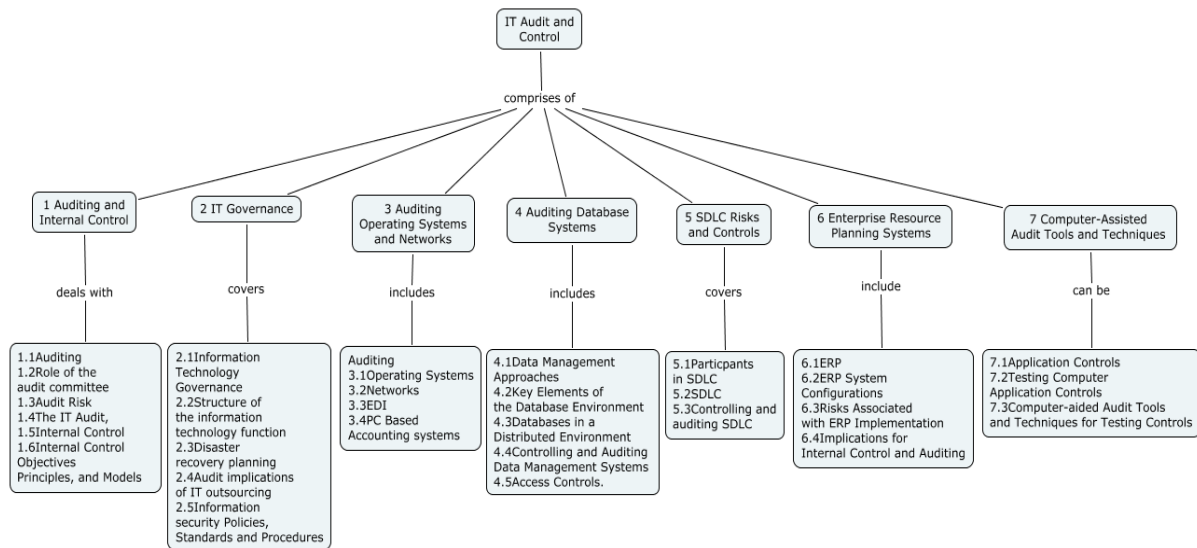 IT Audit and
Control
comprises of
1 Auditing and
Internal Control
2 IT Governance
3 Auditing
Operating Systems
and Networks
4 Auditing Database
Systems
5 SDLC Risks
and Controls
6 Enterprise Resource
Planning Systems
7 Computer-Assisted
Audit Tools and Techniques
deals with
covers
includes
includes
covers
include
can be
1.1Auditing
1.2Role of the
audit committee
1.3Audit Risk
1.4The IT Audit,
1.5Internal Control
1.6Internal Control
Objectives
Principles, and Models
2.1Information
Technology
Governance
2.2Structure of
the information
technology function
2.3Disaster
recovery planning
2.4Audit implications
of IT outsourcing
2.5Information
security Policies,
Standards and Procedures
Auditing
3.1Operating Systems
3.2Networks
3.3EDI
3.4PC Based
Accounting systems
4.1Data Management
Approaches
4.2Key Elements of
the Database Environment
4.3Databases in a
Distributed Environment
4.4Controlling and Auditing
Data Management Systems
4.5Access Controls.
5.1Particpants
in SDLC
5.2SDLC
5.3Controlling and
auditing SDLC
6.1ERP
6.2ERP System
Configurations
6.3Risks Associated
with ERP Implementation
6.4Implications for
Internal Control and Auditing
7.1Application Controls
7.2Testing Computer
Application Controls
7.3Computer-aided Audit Tools
and Techniques for Testing Controls